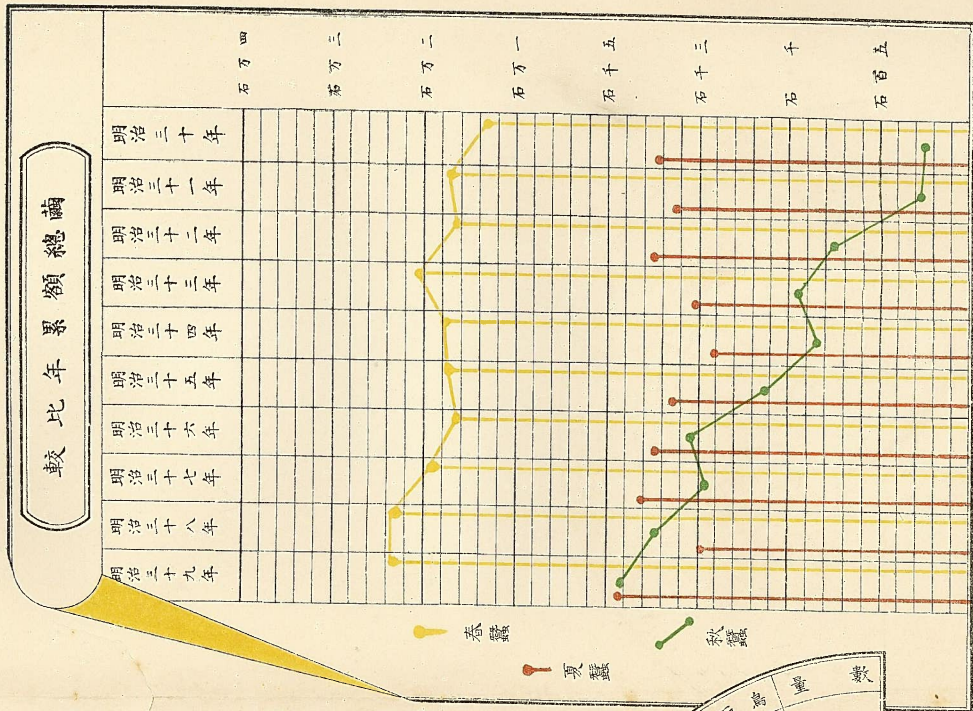 繭總額累年比較
四万石
三万石
二万石
一万石
五千石
三千石
千石
五百石
明治三十年
明治三十一年
明治三十二年
明治三十三年
明治三十四年
明治三十五年
明治三十六年
明治三十七年
明治三十八年
明治三十九年
春蠶
夏蠶
秋蠶